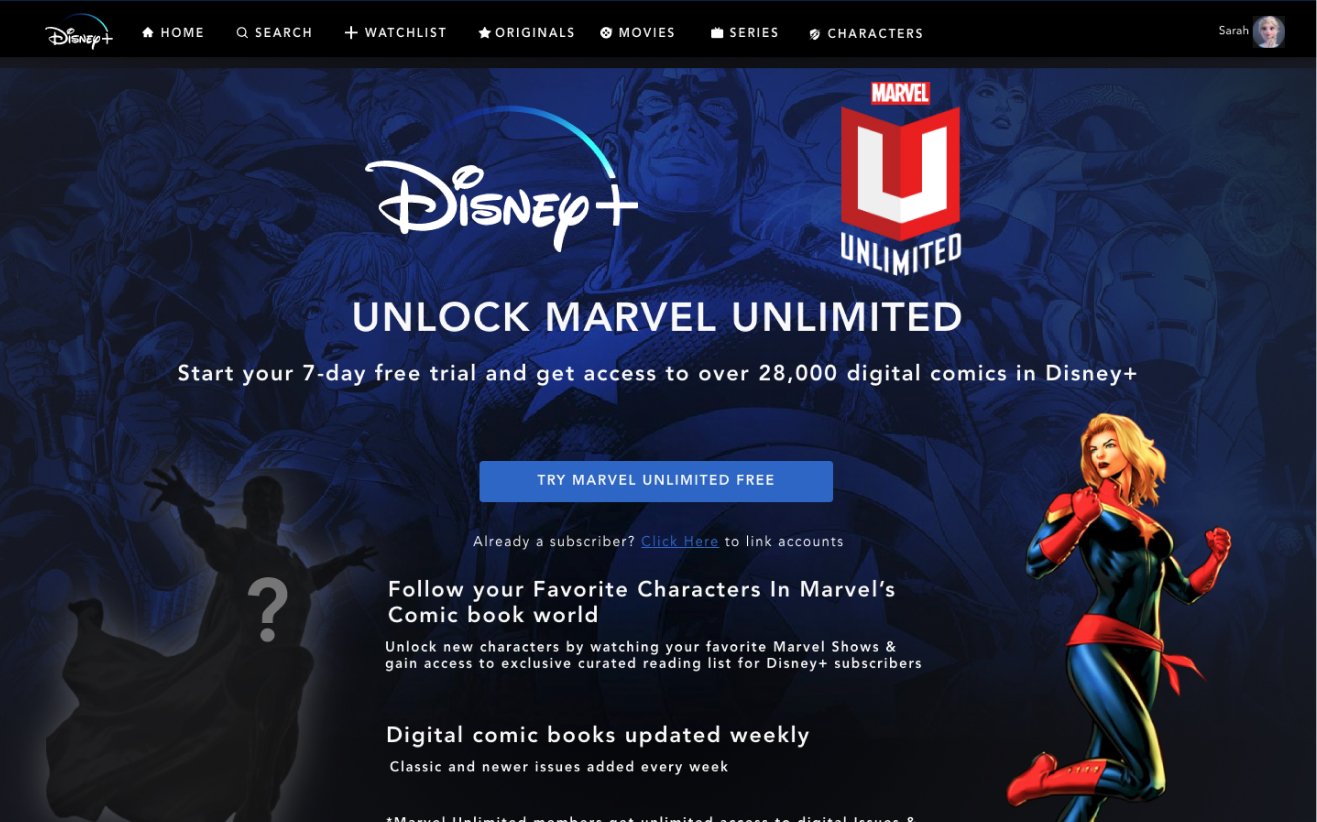 Disney+
HOME
SEARCH
WATCHLIST
ORIGINALS
MOVIES
SERIES
CHARACTERS
Sarah
Disney+
MARVEL
U
UNLIMITED
UNLOCK MARVEL UNLIMITED
Start your 7-day free trial and get access to over 28,000 digital comics in Disney+
TRY MARVEL UNLIMITED FREE
Already a subscriber? Click Here to link accounts
?
Follow your Favorite Characters In Marvel’s
Comic book world
Unlock new characters by watching your favorite Marvel Shows &
gain access to exclusive curated reading list for Disney+ subscribers
Digital comic books updated weekly
Classic and newer issues added every week
*Marvel Unlimited members get unlimited access to digital Issues &